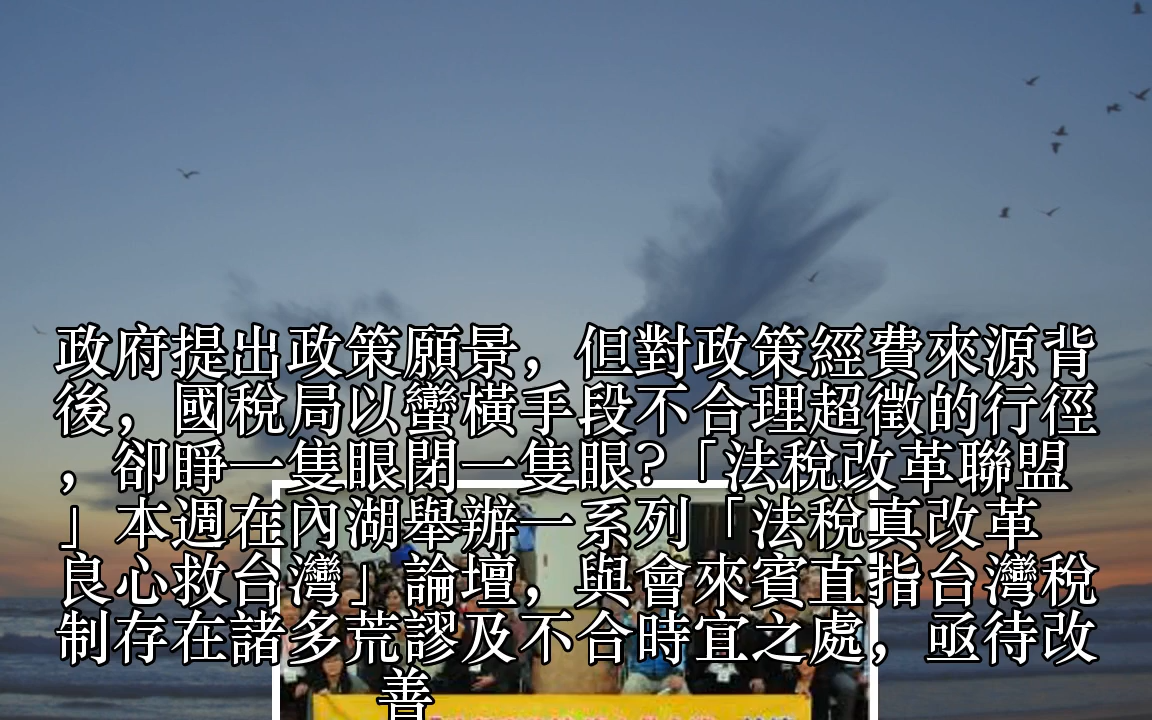 政府提出政策願景，但對政策經費來源背
後，國稅局以蠻橫手段不合理超徵的行徑
，卻睜一隻眼閉一隻眼?「法稅改革聯盟
」本週在內湖舉辦一系列「法稅真改革
良心救台灣」論壇，與會來賓直指台灣稅
制存在諸多荒謬及不合時宜之處，亟待改
善